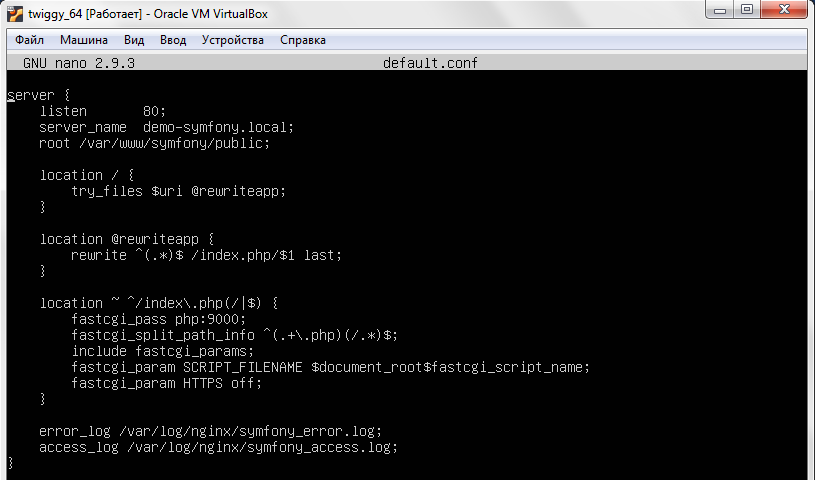 twiggy_64 [Работает] - Oracle VM VirtualBox
Файл Машина Вид Ввод Устройства Справка
GNU nano 2.9.3 default.conf
server {
    listen       80;
    server_name  demo-symfony.local;
    root /var/www/symfony/public;

    location / {
        try_files $uri @rewriteapp;
    }

    location @rewriteapp {
        rewrite ^(.*)$ /index.php/$1 last;
    }

    location ~ ^/index\.php(/|$) {
        fastcgi_pass php:9000;
        fastcgi_split_path_info ^(.+\.php)(/.*)$;
        include fastcgi_params;
        fastcgi_param SCRIPT_FILENAME $document_root$fastcgi_script_name;
        fastcgi_param HTTPS off;
    }

    error_log /var/log/nginx/symfony_error.log;
    access_log /var/log/nginx/symfony_access.log;
}